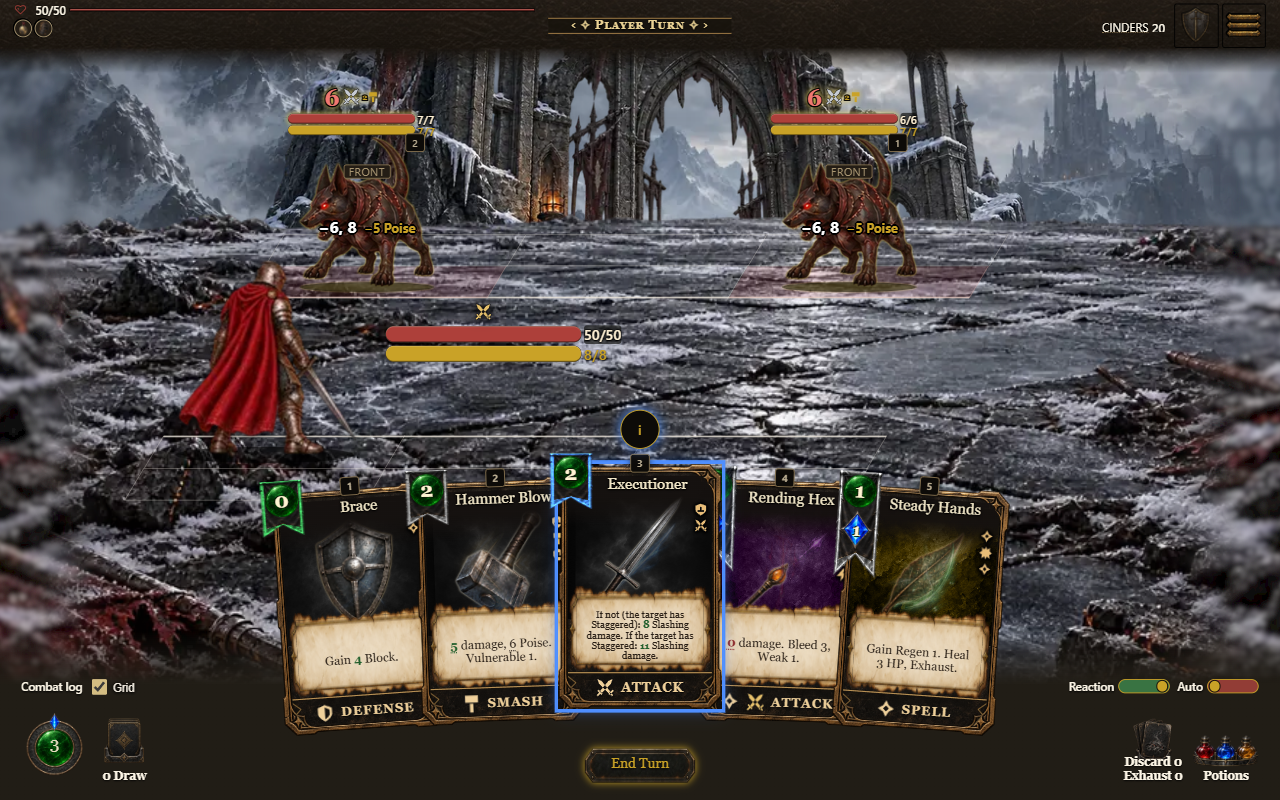 50/50
‹ ✧ PLAYER TURN ✧ ›
CINDERS 20
6
7/7
7/7
2
FRONT
−6, 8 −5 Poise
6
6/6
7/7
1
FRONT
−6, 8 −5 Poise
50/50
8/8
i
0
1
Brace
Gain 4 Block.
DEFENSE
2
2
Hammer Blow
5 damage, 6 Poise.
Vulnerable 1.
SMASH
2
3
Executioner
If not (the target has
Staggered): 8 Slashing
damage. If the target has
Staggered: 11 Slashing
damage.
ATTACK
4
Rending Hex
0 damage. Bleed 3,
Weak 1.
ATTACK
1
1
5
Steady Hands
Gain Regen 1. Heal
3 HP, Exhaust.
SPELL
Combat log
Grid
Reaction
Auto
3
0 Draw
End Turn
Discard 0
Exhaust 0
Potions